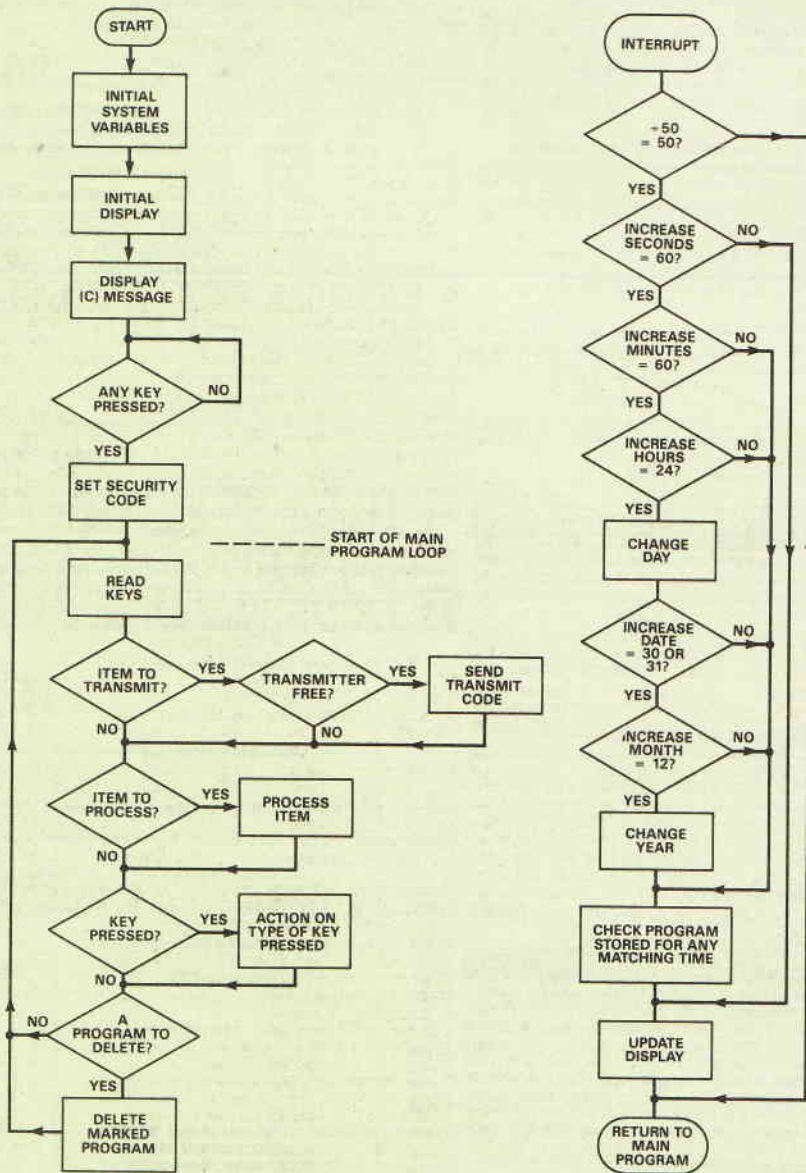 START
INITIAL
SYSTEM
VARIABLES
INITIAL
DISPLAY
DISPLAY
(C) MESSAGE
ANY KEY
PRESSED?
NO
YES
SET SECURITY
CODE
START OF MAIN
PROGRAM LOOP
READ
KEYS
ITEM TO
TRANSMIT?
YES
TRANSMITTER
FREE?
YES
SEND
TRANSMIT
CODE
NO
NO
ITEM TO
PROCESS?
YES
PROCESS
ITEM
NO
KEY
PRESSED?
YES
ACTION ON
TYPE OF KEY
PRESSED
NO
A
PROGRAM TO
DELETE?
NO
YES
DELETE
MARKED
PROGRAM
INTERRUPT
÷50
= 50?
YES
INCREASE
SECONDS
= 60?
NO
YES
INCREASE
MINUTES
= 60?
NO
YES
INCREASE
HOURS
= 24?
NO
YES
CHANGE
DAY
INCREASE
DATE
= 30 OR
31?
NO
YES
INCREASE
MONTH
= 12?
NO
YES
CHANGE
YEAR
CHECK PROGRAM
STORED FOR ANY
MATCHING TIME
UPDATE
DISPLAY
RETURN TO
MAIN
PROGRAM